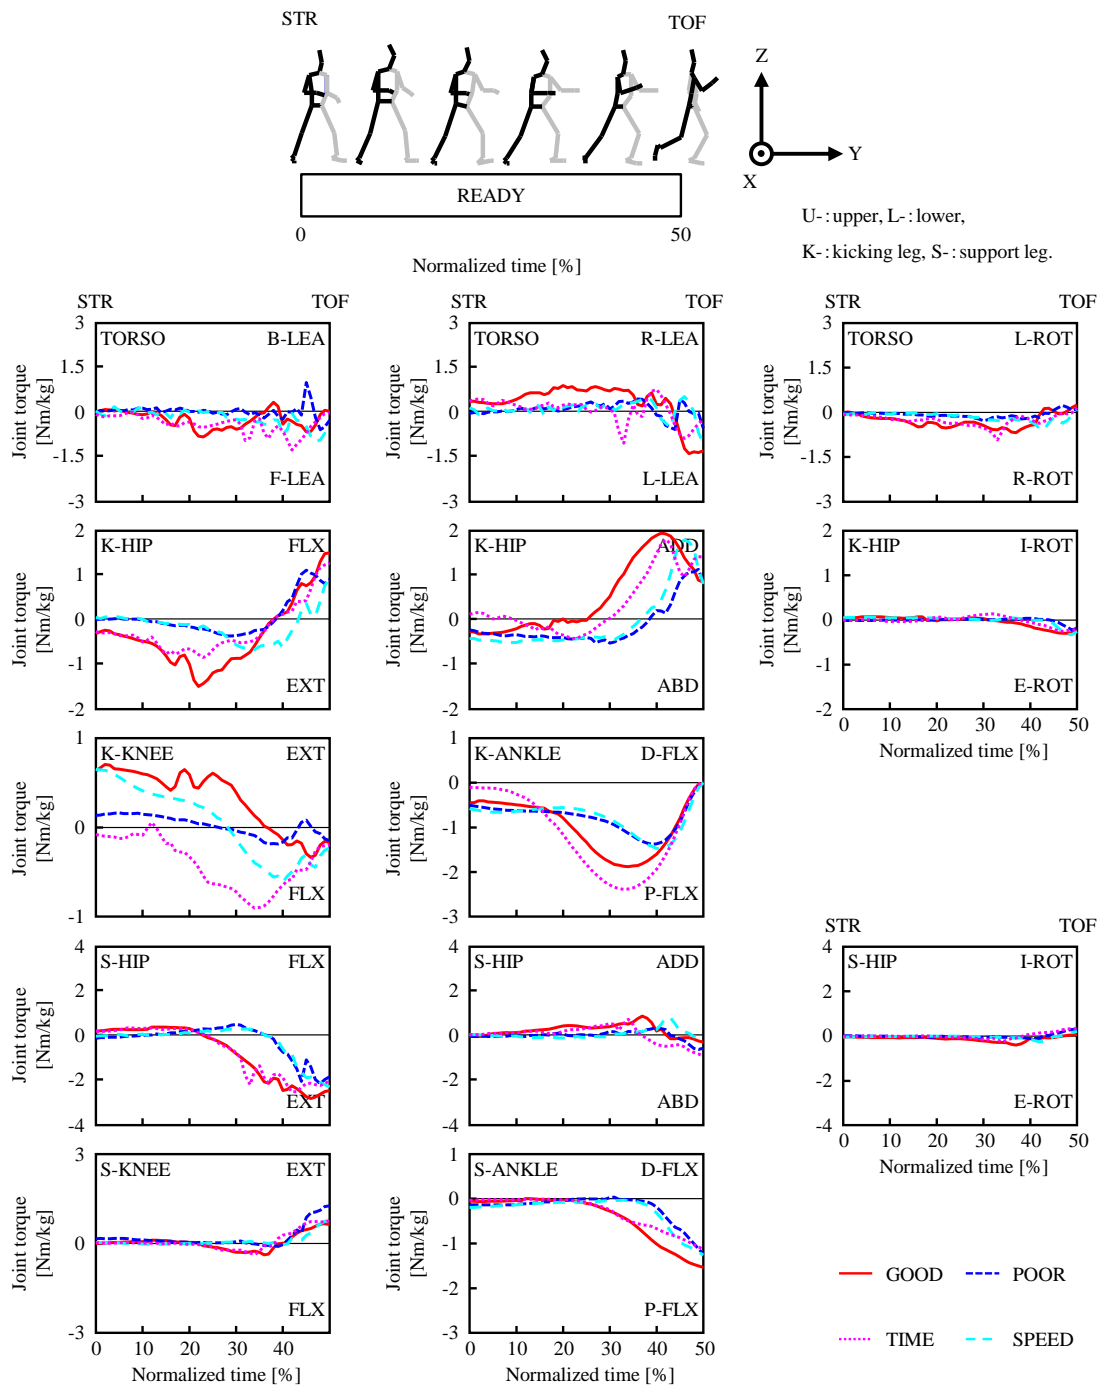 STR
TOF
Z
Y
X
READY
0
50
Normalized time [%]
U-: upper, L-: lower,
K-: kicking leg, S-: support leg.
STR
TOF
STR
TOF
STR
TOF
Joint torque
[Nm/kg]
3
1.5
0
-1.5
-3
TORSO
B-LEA
F-LEA
Joint torque
[Nm/kg]
3
1.5
0
-1.5
-3
TORSO
R-LEA
L-LEA
Joint torque
[Nm/kg]
3
1.5
0
-1.5
-3
TORSO
L-ROT
R-ROT
Joint torque
[Nm/kg]
2
1
0
-1
-2
K-HIP
FLX
EXT
Joint torque
[Nm/kg]
2
1
0
-1
-2
K-HIP
ADD
ABD
Joint torque
[Nm/kg]
2
1
0
-1
-2
K-HIP
I-ROT
E-ROT
0 10 20 30 40 50
Normalized time [%]
Joint torque
[Nm/kg]
1
0
-1
K-KNEE
EXT
FLX
Joint torque
[Nm/kg]
1
0
-1
-2
-3
K-ANKLE
D-FLX
P-FLX
STR
TOF
Joint torque
[Nm/kg]
4
2
0
-2
-4
S-HIP
FLX
EXT
Joint torque
[Nm/kg]
4
2
0
-2
-4
S-HIP
ADD
ABD
4
2
0
-2
-4
S-HIP
I-ROT
E-ROT
0 10 20 30 40 50
Normalized time [%]
Joint torque
[Nm/kg]
3
0
-3
S-KNEE
EXT
FLX
0 10 20 30 40 50
Normalized time [%]
Joint torque
[Nm/kg]
1
0
-1
-2
-3
S-ANKLE
D-FLX
P-FLX
0 10 20 30 40 50
Normalized time [%]
GOOD
POOR
TIME
SPEED